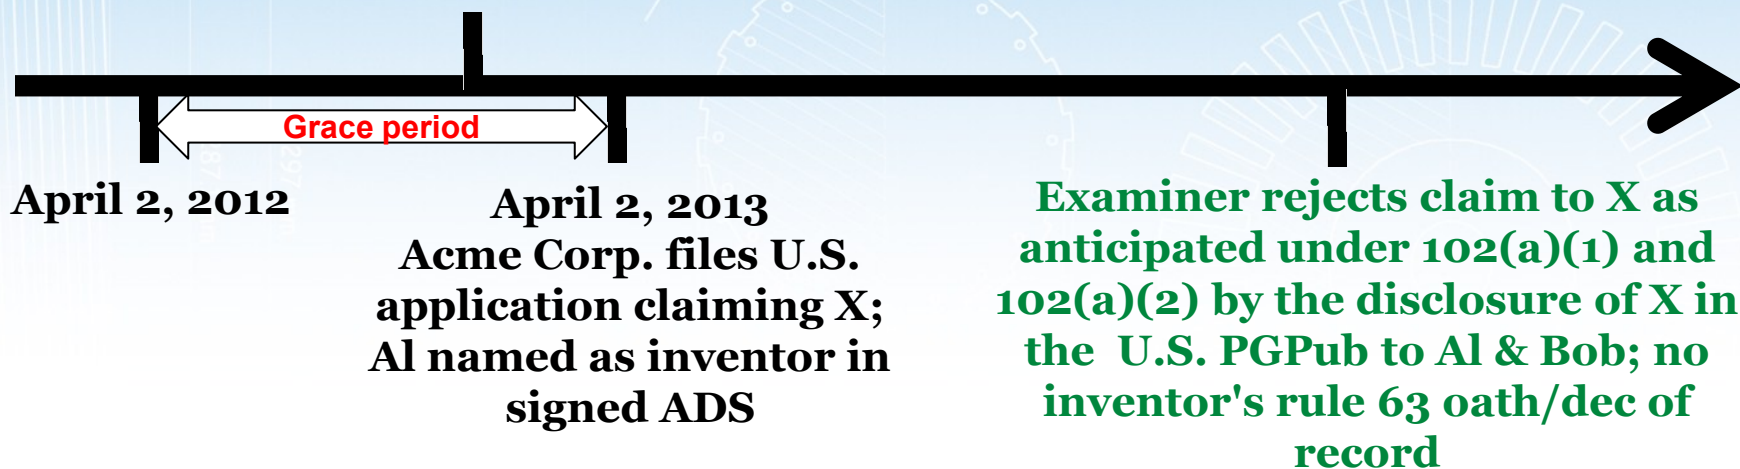 Grace period
April 2, 2012
April 2, 2013
Acme Corp. files U.S.
application claiming X;
Al named as inventor in
signed ADS
Examiner rejects claim to X as
anticipated under 102(a)(1) and
102(a)(2) by the disclosure of X in
the U.S. PGPub to Al & Bob; no
inventor's rule 63 oath/dec of
record